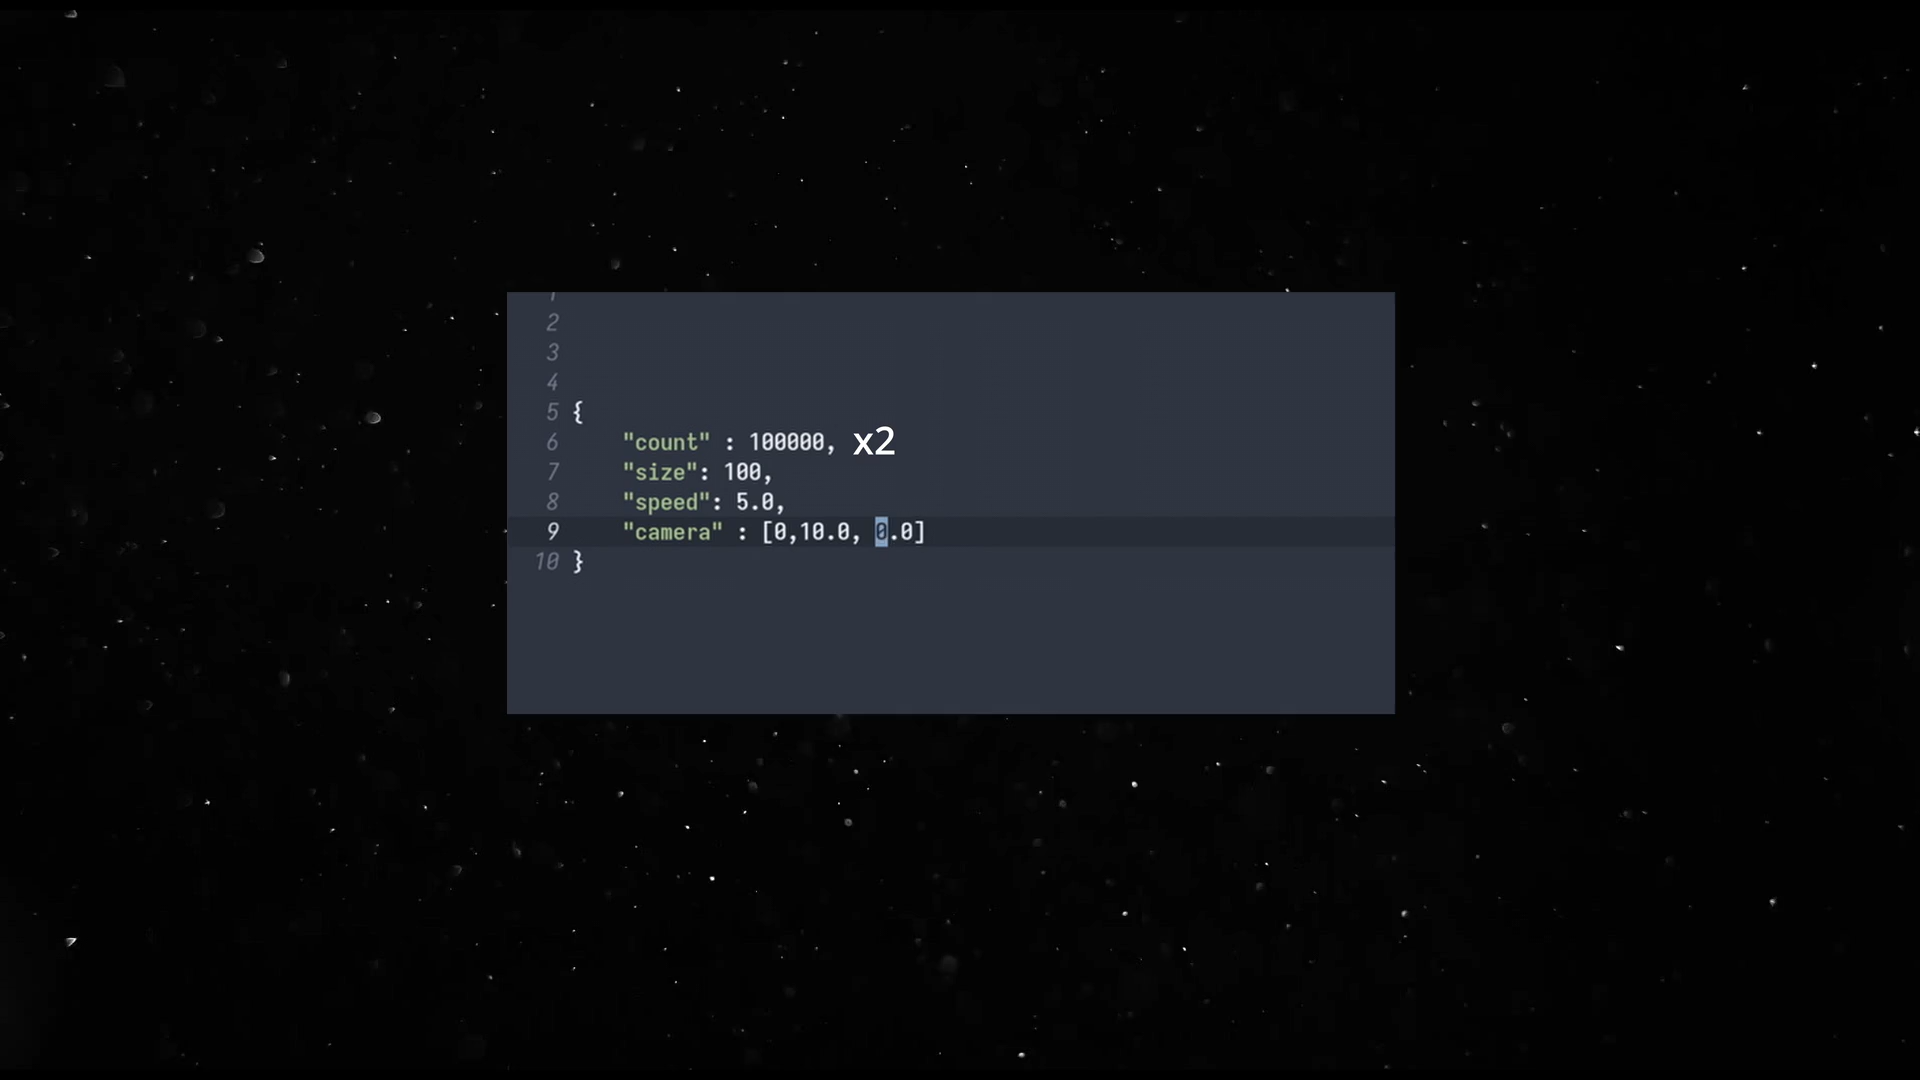 1
2
3
4
5 {
6 "count" : 100000, x2
7 "size": 100,
8 "speed": 5.0,
9 "camera" : [0,10.0, 0.0]
10 }